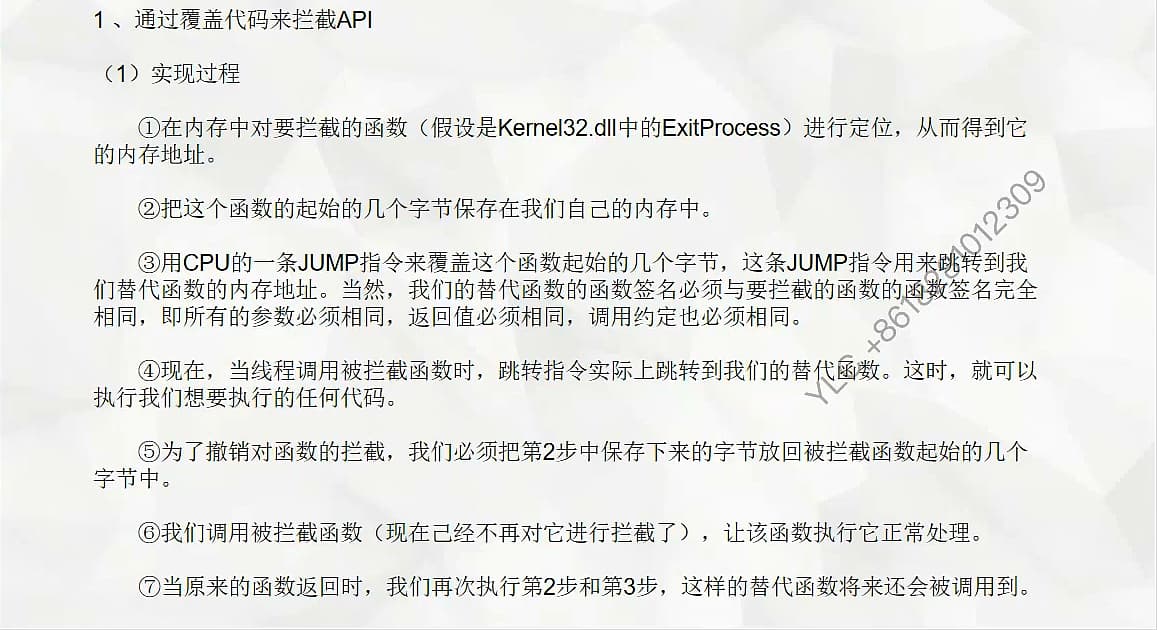 1 、通过覆盖代码来拦截API
（1）实现过程
①在内存中对要拦截的函数（假设是Kernel32.dll中的ExitProcess）进行定位，从而得到它
的内存地址。
②把这个函数的起始的几个字节保存在我们自己的内存中。
③用CPU的一条JUMP指令来覆盖这个函数起始的几个字节，这条JUMP指令用来跳转到我
们替代函数的内存地址。当然，我们的替代函数的函数签名必须与要拦截的函数的函数签名完全
相同，即所有的参数必须相同，返回值必须相同，调用约定也必须相同。
④现在，当线程调用被拦截函数时，跳转指令实际上跳转到我们的替代函数。这时，就可以
执行我们想要执行的任何代码。
⑤为了撤销对函数的拦截，我们必须把第2步中保存下来的字节放回被拦截函数起始的几个
字节中。
⑥我们调用被拦截函数（现在己经不再对它进行拦截了），让该函数执行它正常处理。
⑦当原来的函数返回时，我们再次执行第2步和第3步，这样的替代函数将来还会被调用到。